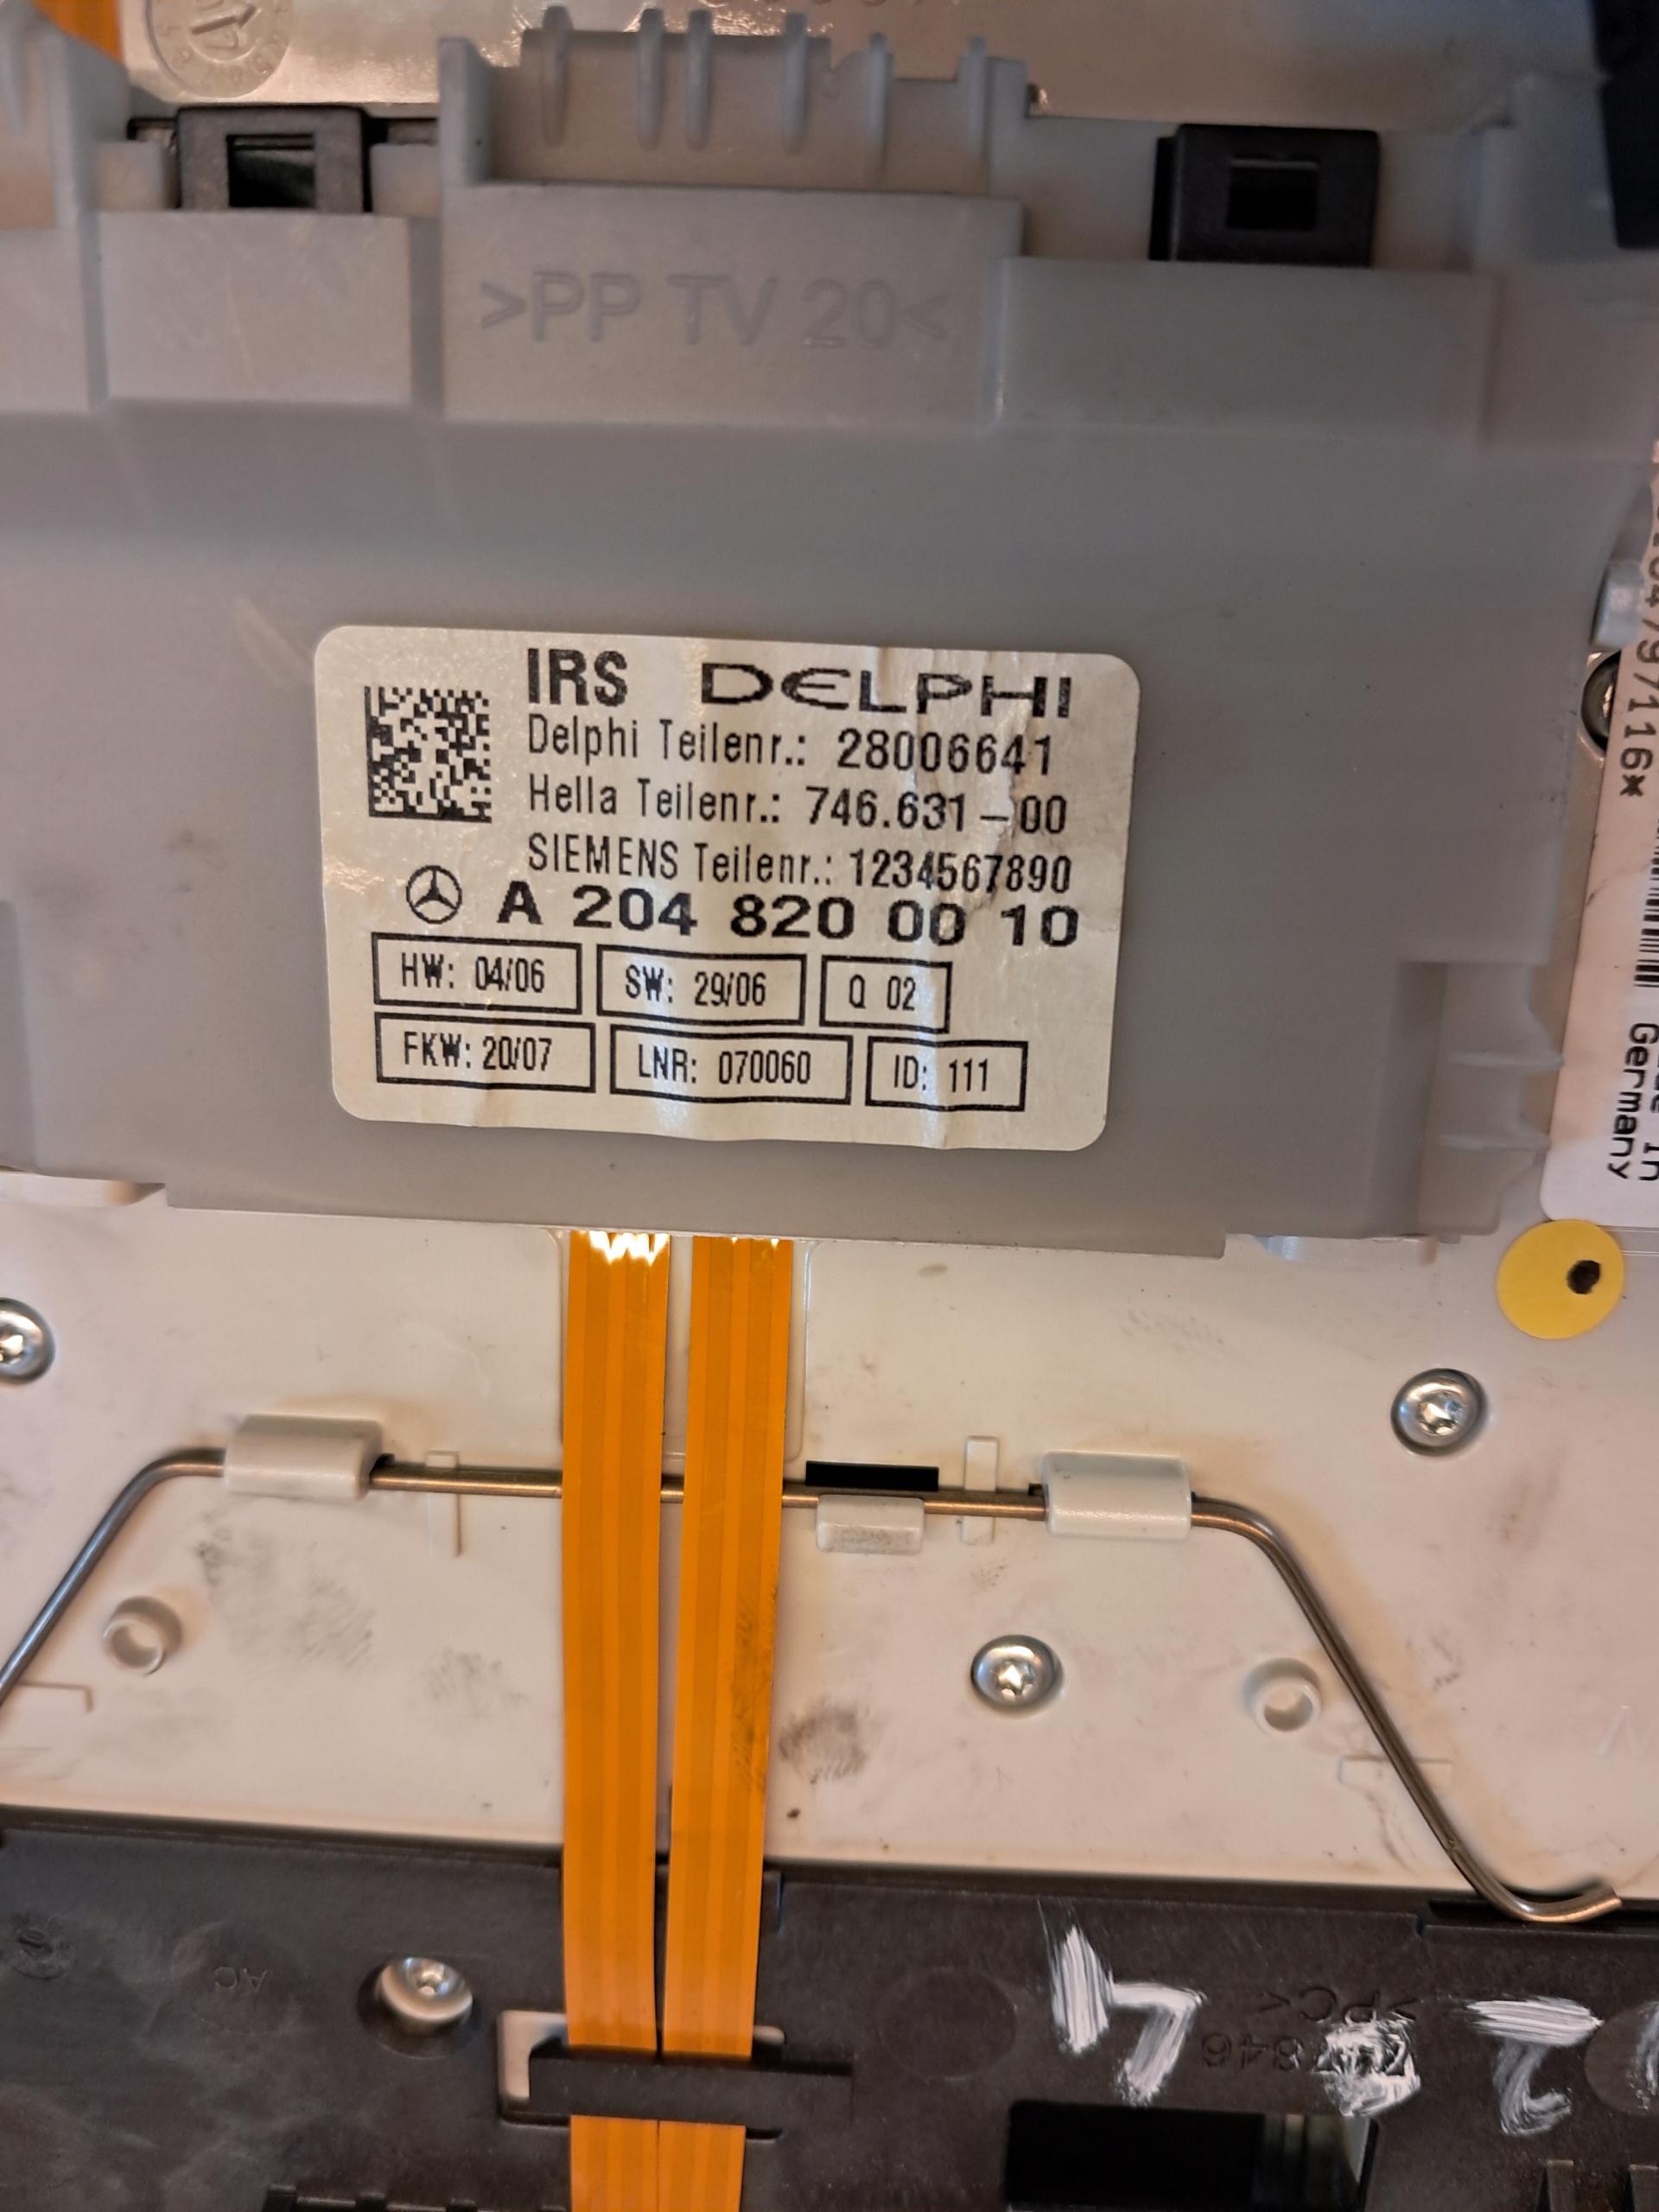 >PP TV 20<
IRS DELPHI
Delphi Teilenr.: 28006641
Hella Teilenr.: 746.631-00
SIEMENS Teilenr.: 1234567890
A 204 820 00 10
HW: 04/06 SW: 29/06 Q 02
FKW: 20/07 LNR: 070060 ID: 111
Germany
>PC<